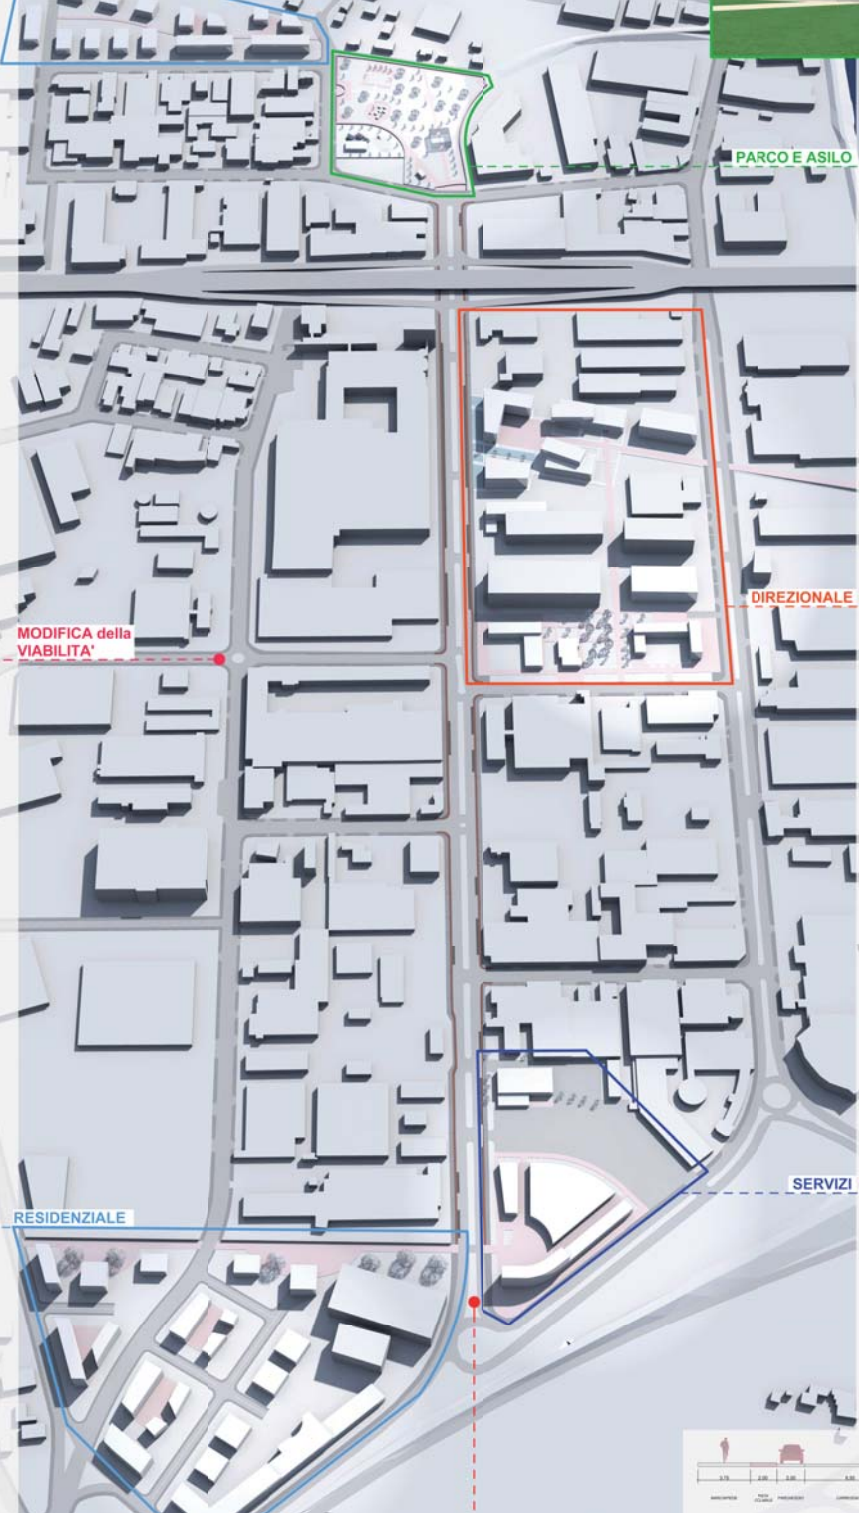 PARCO E ASILO
DIREZIONALE
MODIFICA della
VIABILITA'
SERVIZI
RESIDENZIALE